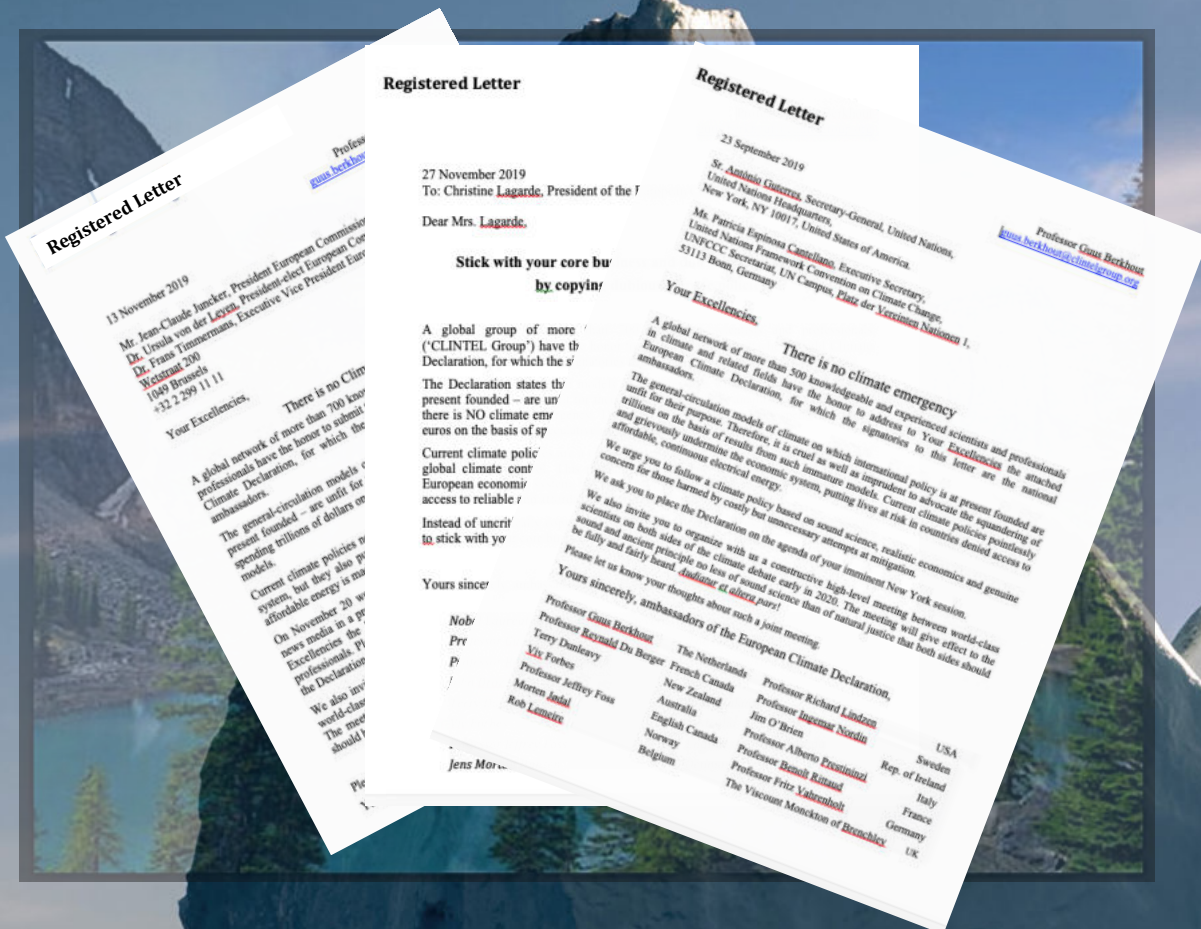 Registered Letter
Profess
guus.berkho
13 November 2019
Mr. Jean-Claude Juncker, President European Commission
Dr. Ursula von der Leyen, President-elect European Con
Dr. Frans Timmermans, Executive Vice President Euro
Wetstraat 200
1049 Brussels
+32 2 299 11 11
Your Excellencies,
There is no Clim
A global network of more than 700 know
professionals have the honor to submit
Climate Declaration, for which the
ambassadors.
The general-circulation models o
present founded – are unfit for
spending trillions of dollars on
models.
Current climate policies
system, but they also po
affordable energy is ma
On November 20 w
news media in a pr
Excellencies the
professionals. Pl
the Declaration
We also inv
world-class
The meet
should b
Registered Letter
27 November 2019
To: Christine Lagarde, President of the
Dear Mrs. Lagarde,
Stick with your core bu
by copyin
A global group of more
(‘CLINTEL Group’) have th
Declaration, for which the si
The Declaration states th
present founded – are un
there is NO climate eme
euros on the basis of sp
Current climate polic
global climate cont
European economi
access to reliable
Instead of uncrit
to stick with yo
Yours since
Nob
Pre
Jens Mort
Registered Letter
23 September 2019
Professor Guus Berkhout
guus.berkhout@clintelgroup.org
Sr. António Guterres, Secretary-General, United Nations,
United Nations Headquarters,
New York, NY 10017, United States of America.
Ms. Patricia Espinosa Cantellano, Executive Secretary,
United Nations Framework Convention on Climate Change,
UNFCCC Secretariat, UN Campus, Platz der Vereinten Nationen 1,
53113 Bonn, Germany
Your Excellencies,
There is no climate emergency
A global network of more than 500 knowledgeable and experienced scientists and professionals
in climate and related fields have the honor to address to Your Excellencies the attached
European Climate Declaration, for which the signatories to this letter are the national
ambassadors.
The general-circulation models of climate on which international policy is at present founded are
unfit for their purpose. Therefore, it is cruel as well as imprudent to advocate the squandering of
trillions on the basis of results from such immature models. Current climate policies pointlessly
and grievously undermine the economic system, putting lives at risk in countries denied access to
affordable, continuous electrical energy.
We urge you to follow a climate policy based on sound science, realistic economics and genuine
concern for those harmed by costly but unnecessary attempts at mitigation.
We ask you to place the Declaration on the agenda of your imminent New York session.
We also invite you to organize with us a constructive high-level meeting between world-class
scientists on both sides of the climate debate early in 2020. The meeting will give effect to the
sound and ancient principle no less of sound science than of natural justice that both sides should
be fully and fairly heard. Audiatur et altera pars!
Please let us know your thoughts about such a joint meeting.
Yours sincerely, ambassadors of the European Climate Declaration,
Professor Guus Berkhout The Netherlands Professor Richard Lindzen USA
Professor Reynald Du Berger French Canada Professor Ingemar Nordin Sweden
Terry Dunleavy New Zealand Jim O’Brien Rep. of Ireland
Viv Forbes Australia Professor Alberto Prestininzi Italy
Professor Jeffrey Foss English Canada Professor Benoît Rittaud France
Morten Jødal Norway Professor Fritz Vahrenholt Germany
Rob Lemeire Belgium The Viscount Monckton of Brenchley UK